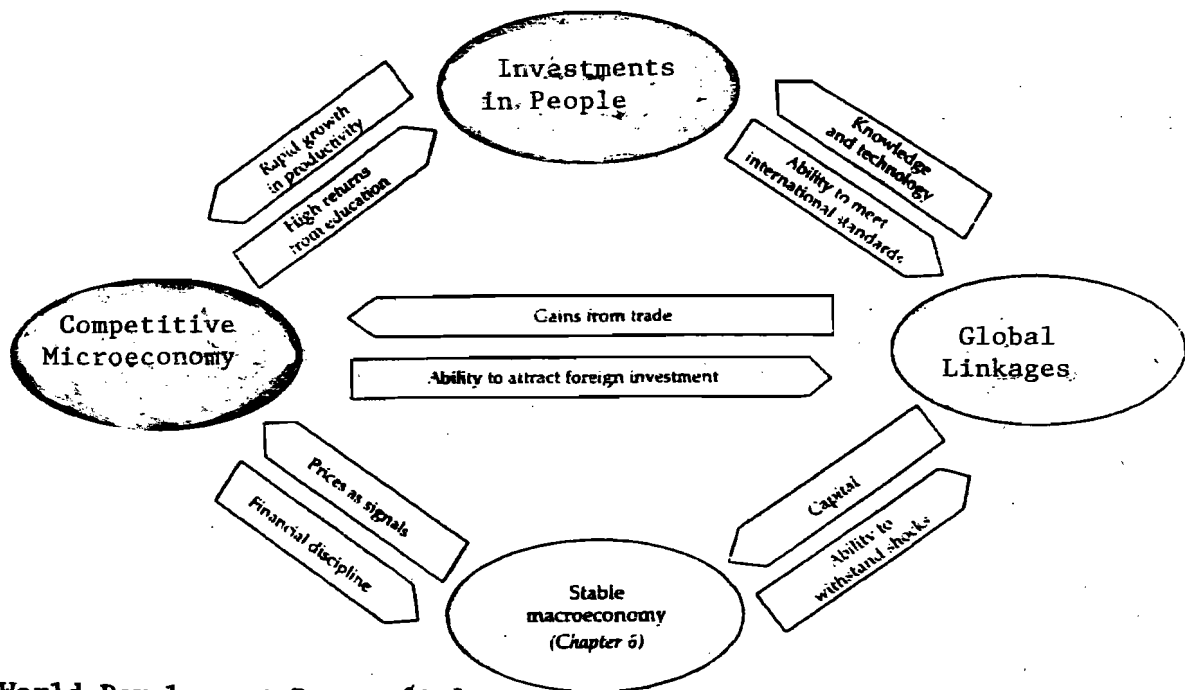 Investments
in People
Rapid growth
in productivity
High returns
from education
Knowledge
and technology
Ability to meet
international standards
Competitive
Microeconomy
Gains from trade
Ability to attract foreign investment
Global
Linkages
Prices as signals
Financial discipline
Capital
Ability to
withstand shocks
Stable
macroeconomy
(Chapter 6)
World